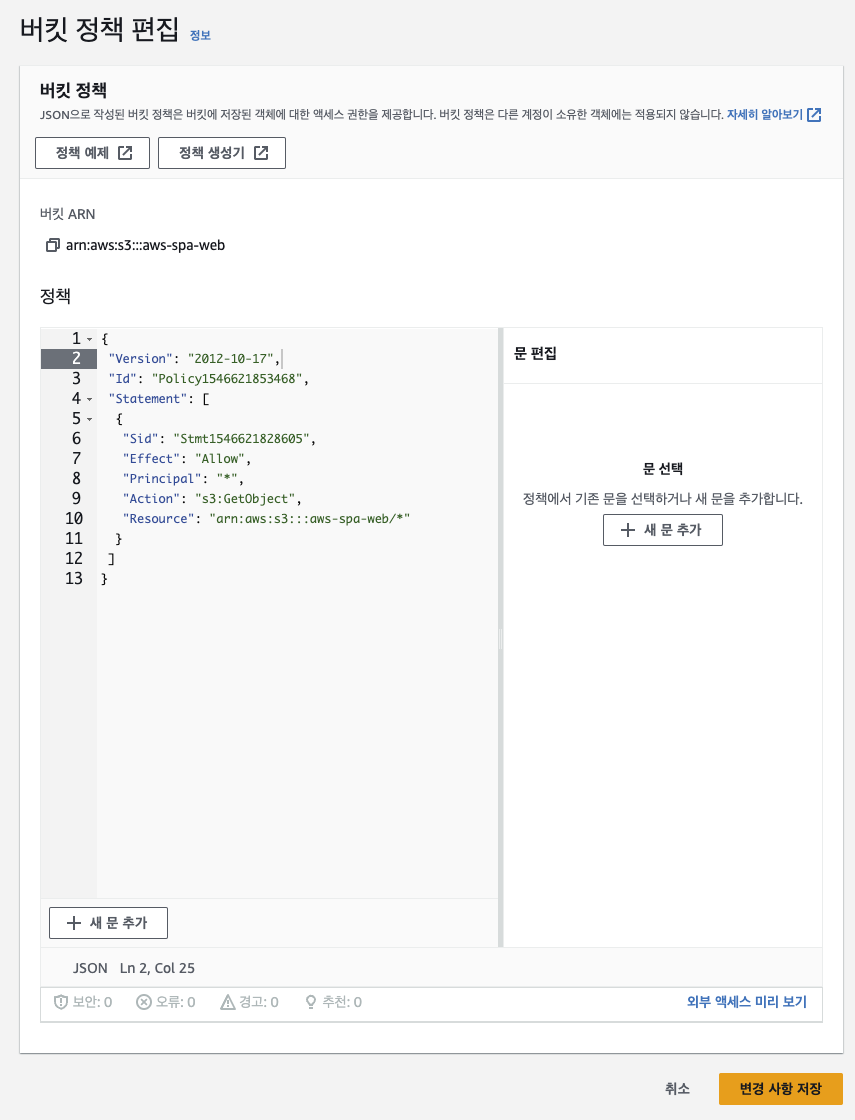 버킷 정책 편집 정보
버킷 정책
JSON으로 작성된 버킷 정책은 버킷에 저장된 객체에 대한 액세스 권한을 제공합니다. 버킷 정책은 다른 계정이 소유한 객체에는 적용되지 않습니다. 자세히 알아보기
정책 예제 정책 생성기
버킷 ARN
arn:aws:s3:::aws-spa-web
정책
1 {
2 "Version": "2012-10-17",
3 "Id": "Policy1546621853468",
4 "Statement": [
5 {
6 "Sid": "Stmt1546621828605",
7 "Effect": "Allow",
8 "Principal": "*",
9 "Action": "s3:GetObject",
10 "Resource": "arn:aws:s3:::aws-spa-web/*"
11 }
12 ]
13 }
새 문 추가
문 편집
문 선택
정책에서 기존 문을 선택하거나 새 문을 추가합니다.
새 문 추가
JSON Ln 2, Col 25
보안: 0 오류: 0 경고: 0 추천: 0 외부 액세스 미리 보기
취소 변경 사항 저장